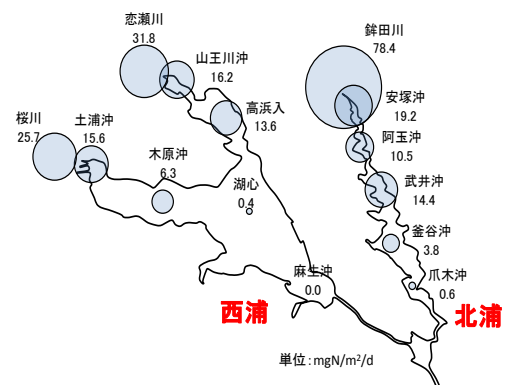 恋瀬川
31.8
山王川沖
16.2
高浜入
13.6
桜川
25.7
土浦沖
15.6
木原沖
6.3
湖心
0.4
麻生沖
0.0
西浦
鉾田川
78.4
安塚沖
19.2
阿玉沖
10.5
武井沖
14.4
釜谷沖
3.8
爪木沖
0.6
北浦
単位:mgN/m²/d